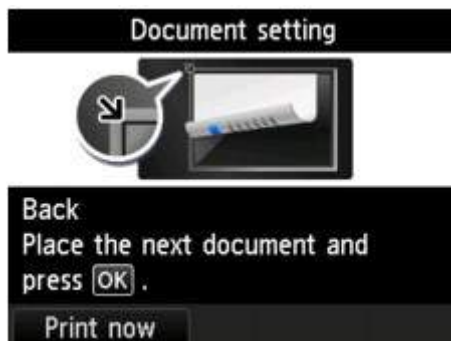 Document setting
Back
Place the next document and
press OK .
Print now